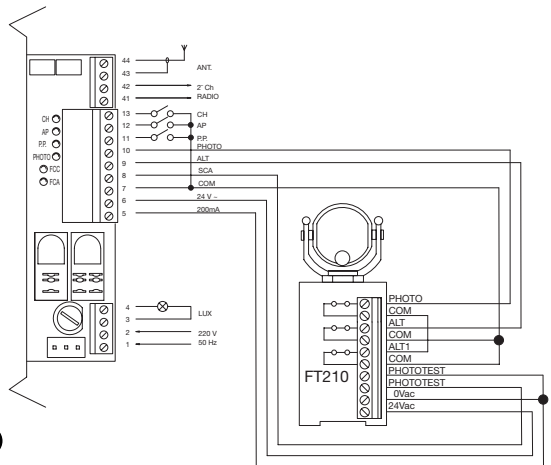 44
43
ANT.
42
2˚ Ch
41
RADIO
13
CH
12
AP
11
P.P.
10
PHOTO
9
ALT
8
SCA
7
COM
6
24 V ~
5
200mA
CH
AP
P.P.
PHOTO
FCC
FCA
4
LUX
3
2
220 V
1
50 Hz
FT210
PHOTO
COM
ALT
COM
ALT1
COM
PHOTOTEST
PHOTOTEST
0Vac
24Vac